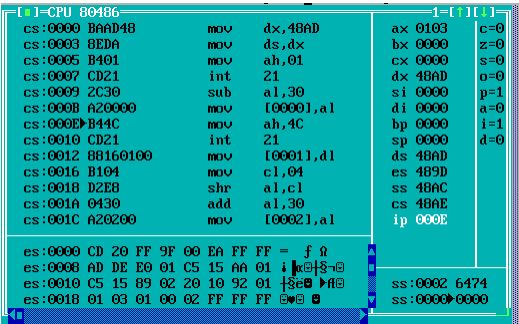 [■]=CPU 80486 1=[↑][↓]
cs:0000 BAAD48 mov dx,48AD ax 0103 c=0
cs:0003 8EDA mov ds,dx bx 0000 z=0
cs:0005 B401 mov ah,01 cx 0000 s=0
cs:0007 CD21 int 21 dx 48AD o=0
cs:0009 2C30 sub al,30 si 0000 p=1
cs:000B A20000 mov [0000],al di 0000 a=0
cs:000E►B44C mov ah,4C bp 0000 i=1
cs:0010 CD21 int 21 sp 0000 d=0
cs:0012 88160100 mov [0001],dl ds 48AD
cs:0016 B104 mov cl,04 es 489D
cs:0018 D2E8 shr al,cl ss 48AC
cs:001A 0430 add al,30 cs 48AE
cs:001C A20200 mov [0002],al ip 000E
es:0000 CD 20 FF 9F 00 EA FF FF = ƒ Ω
es:0008 AD DE E0 01 C5 15 AA 01
es:0010 C5 15 89 02 20 10 92 01 ss:0002 6474
es:0018 01 03 01 00 02 FF FF FF ss:0000►0000